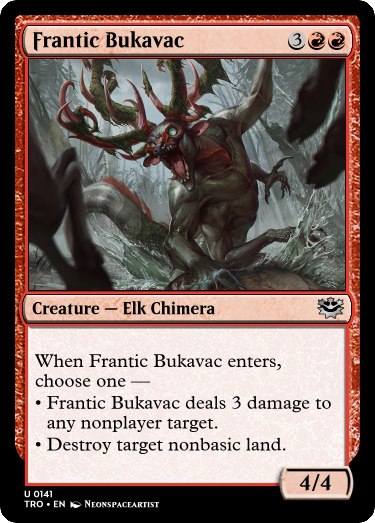 Frantic Bukavac 3
Creature — Elk Chimera
When Frantic Bukavac enters,
choose one —
• Frantic Bukavac deals 3 damage to
any nonplayer target.
• Destroy target nonbasic land.
4/4
U 0141
TRO • EN NEONSPACEARTIST